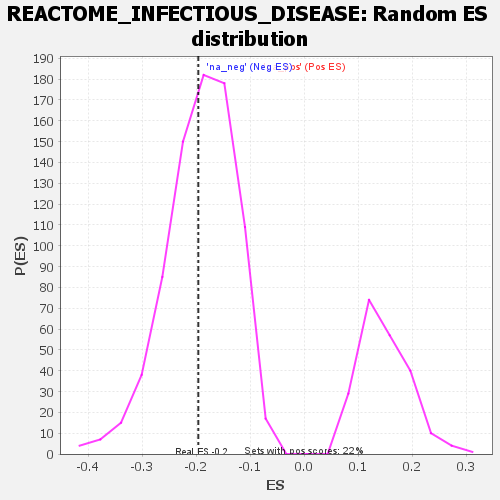 REACTOME_INFECTIOUS_DISEASE: Random ES
distribution
'na_neg' (Neg ES)os' (Pos ES)
190
180
170
160
150
140
130
120
110
100
90
80
70
60
50
40
30
20
10
0
P(ES)
Real ES -0.2
Sets with pos scores: 22%
-0.4 -0.3 -0.2 -0.1 0.0 0.1 0.2 0.3
ES